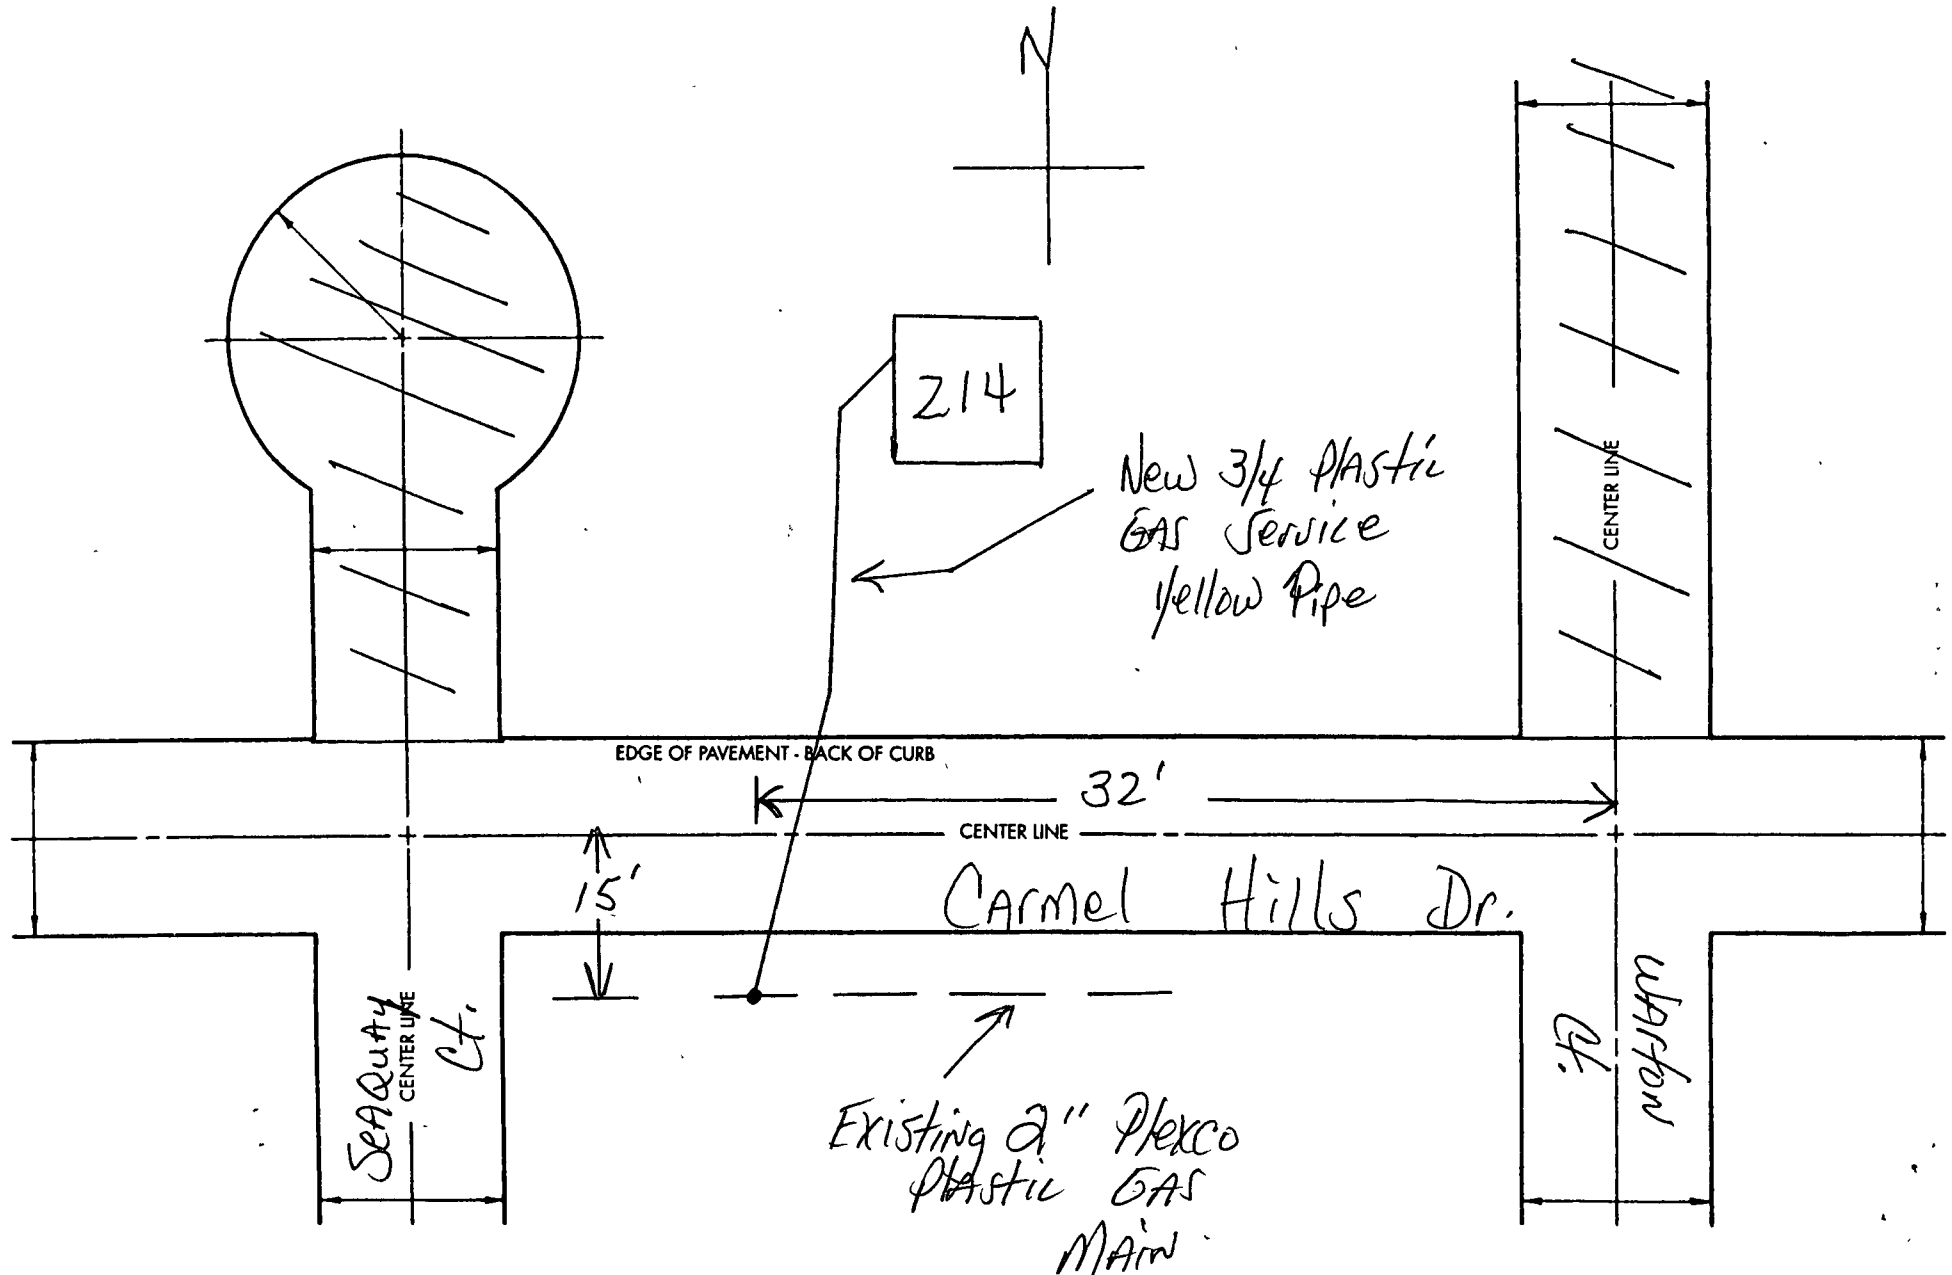 N
214
New 3/4 Plastic
GAS Service
Yellow Pipe
CENTER LINE
EDGE OF PAVEMENT - BACK OF CURB
32'
CENTER LINE
15'
Carmel Hills Dr.
SeaQuay
CENTER LINE
Ct.
Ct.
Wharton
Existing 2" Plexco
Plastic GAS
Main